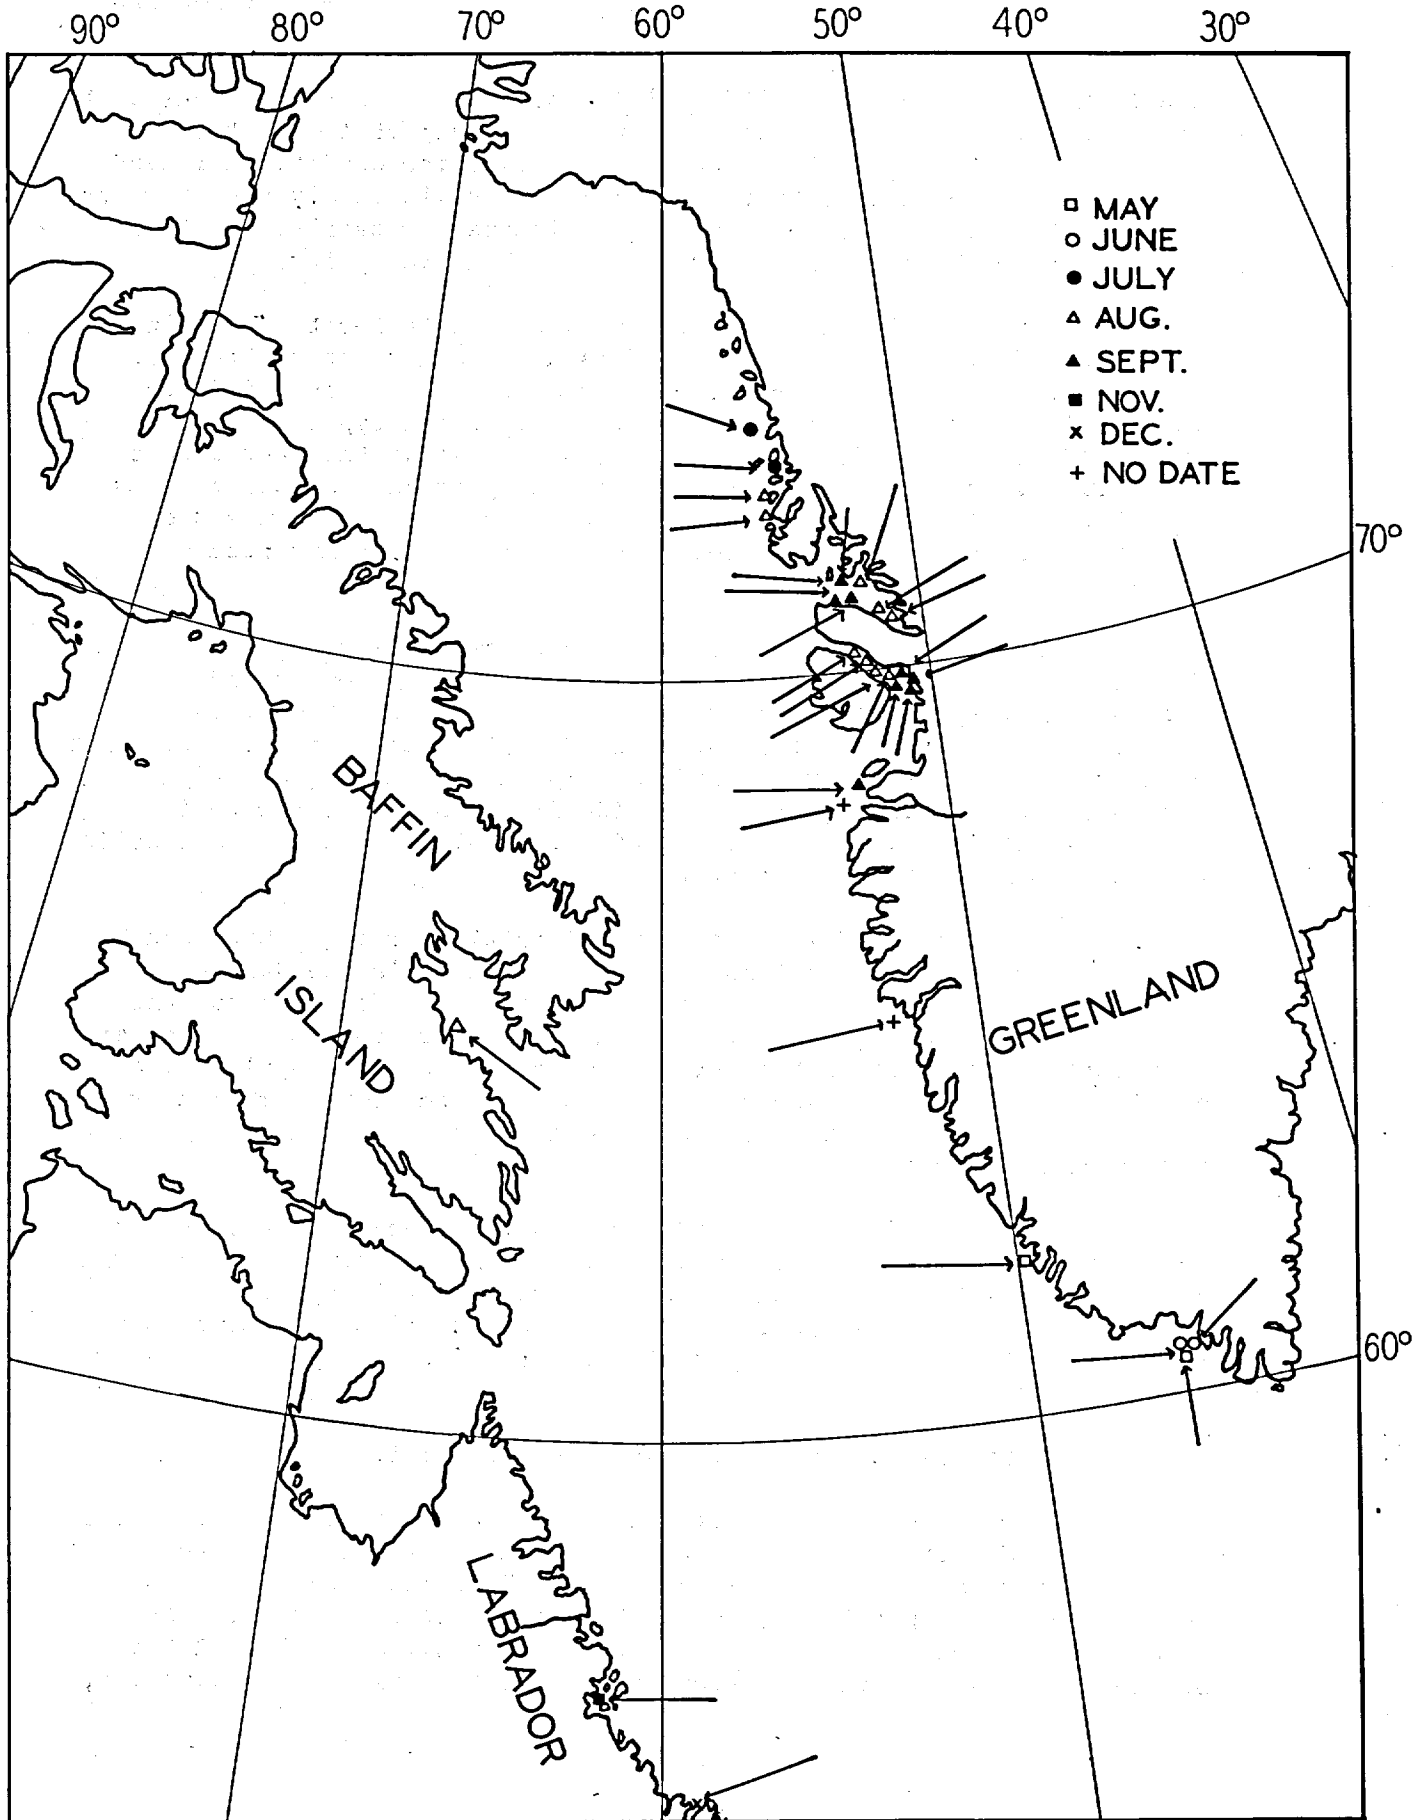 90° 80° 70° 60° 50° 40° 30°
□ MAY
○ JUNE
● JULY
△ AUG.
▲ SEPT.
■ NOV.
x DEC.
+ NO DATE
70°
BAFFIN
ISLAND
GREENLAND
60°
LABRADOR